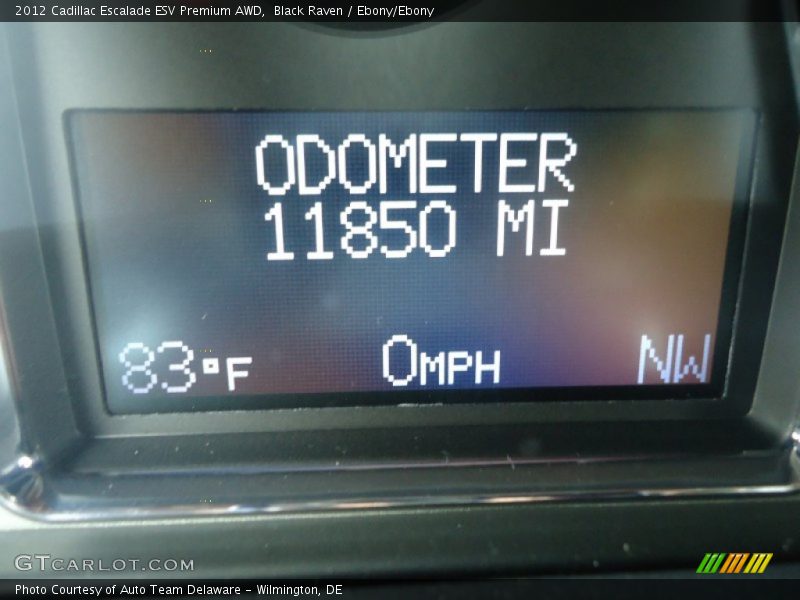 2012 Cadillac Escalade ESV Premium AWD,  Black Raven / Ebony/Ebony
ODOMETER
11850 MI
83°F 0MPH NW
GTCARLOT.COM
Photo Courtesy of Auto Team Delaware - Wilmington, DE